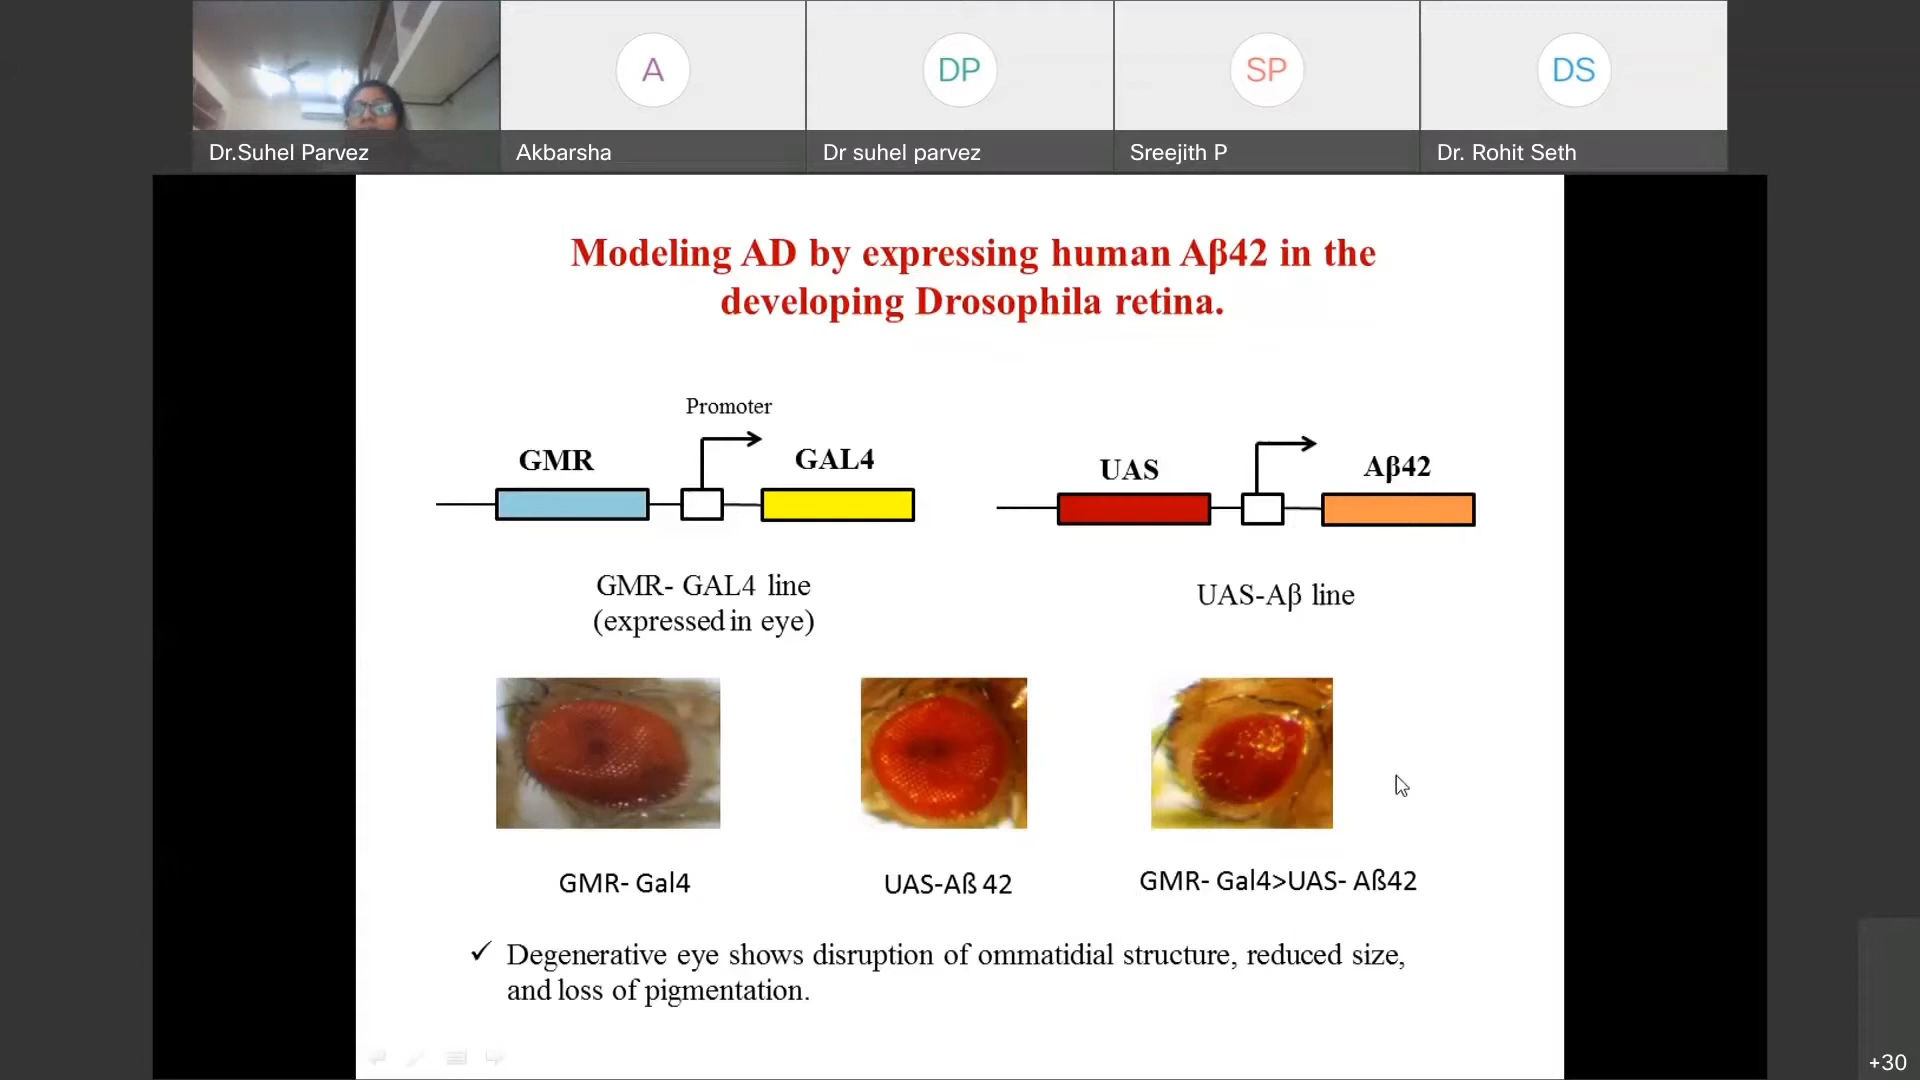 A
DP
SP
DS
Dr.Suhel Parvez
Akbarsha
Dr suhel parvez
Sreejith P
Dr. Rohit Seth
Modeling AD by expressing human Aβ42 in the
developing Drosophila retina.
Promoter
GMR
GAL4
UAS
Aβ42
GMR- GAL4 line
(expressed in eye)
UAS-Aβ line
GMR- Gal4
UAS-Aß 42
GMR- Gal4>UAS- Aß42
✓ Degenerative eye shows disruption of ommatidial structure, reduced size,
and loss of pigmentation.
+30